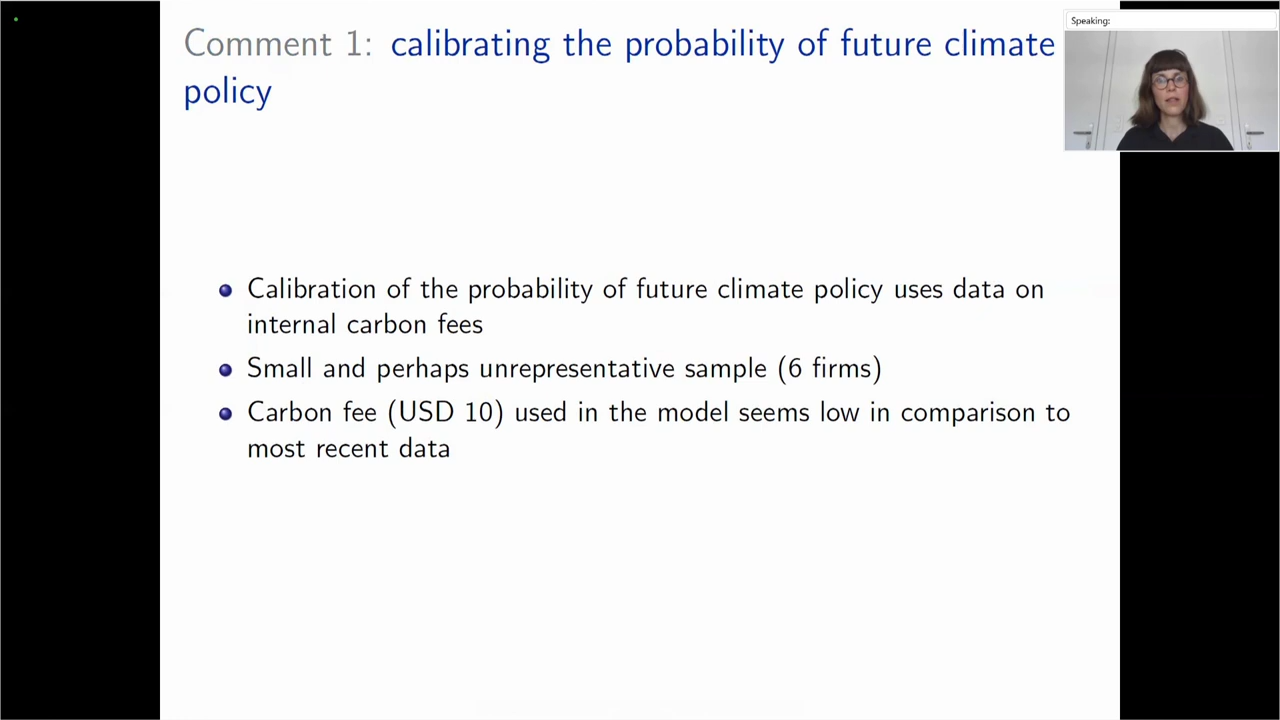 Comment 1: calibrating the probability of future climate
policy
Speaking:
Calibration of the probability of future climate policy uses data on
internal carbon fees
Small and perhaps unrepresentative sample (6 firms)
Carbon fee (USD 10) used in the model seems low in comparison to
most recent data